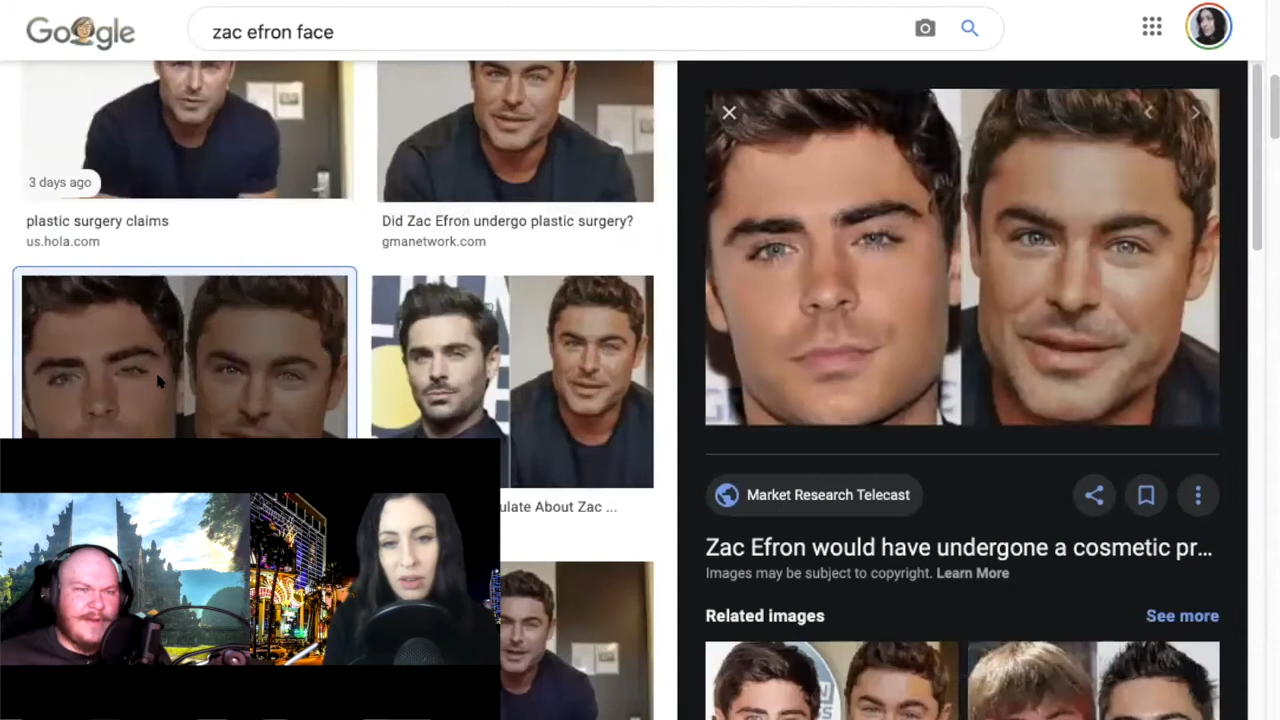 Google
zac efron face
3 days ago
plastic surgery claims
us.hola.com
Did Zac Efron undergo plastic surgery?
gmanetwork.com
ulate About Zac ...
Market Research Telecast
Zac Efron would have undergone a cosmetic pr...
Images may be subject to copyright. Learn More
Related images
See more